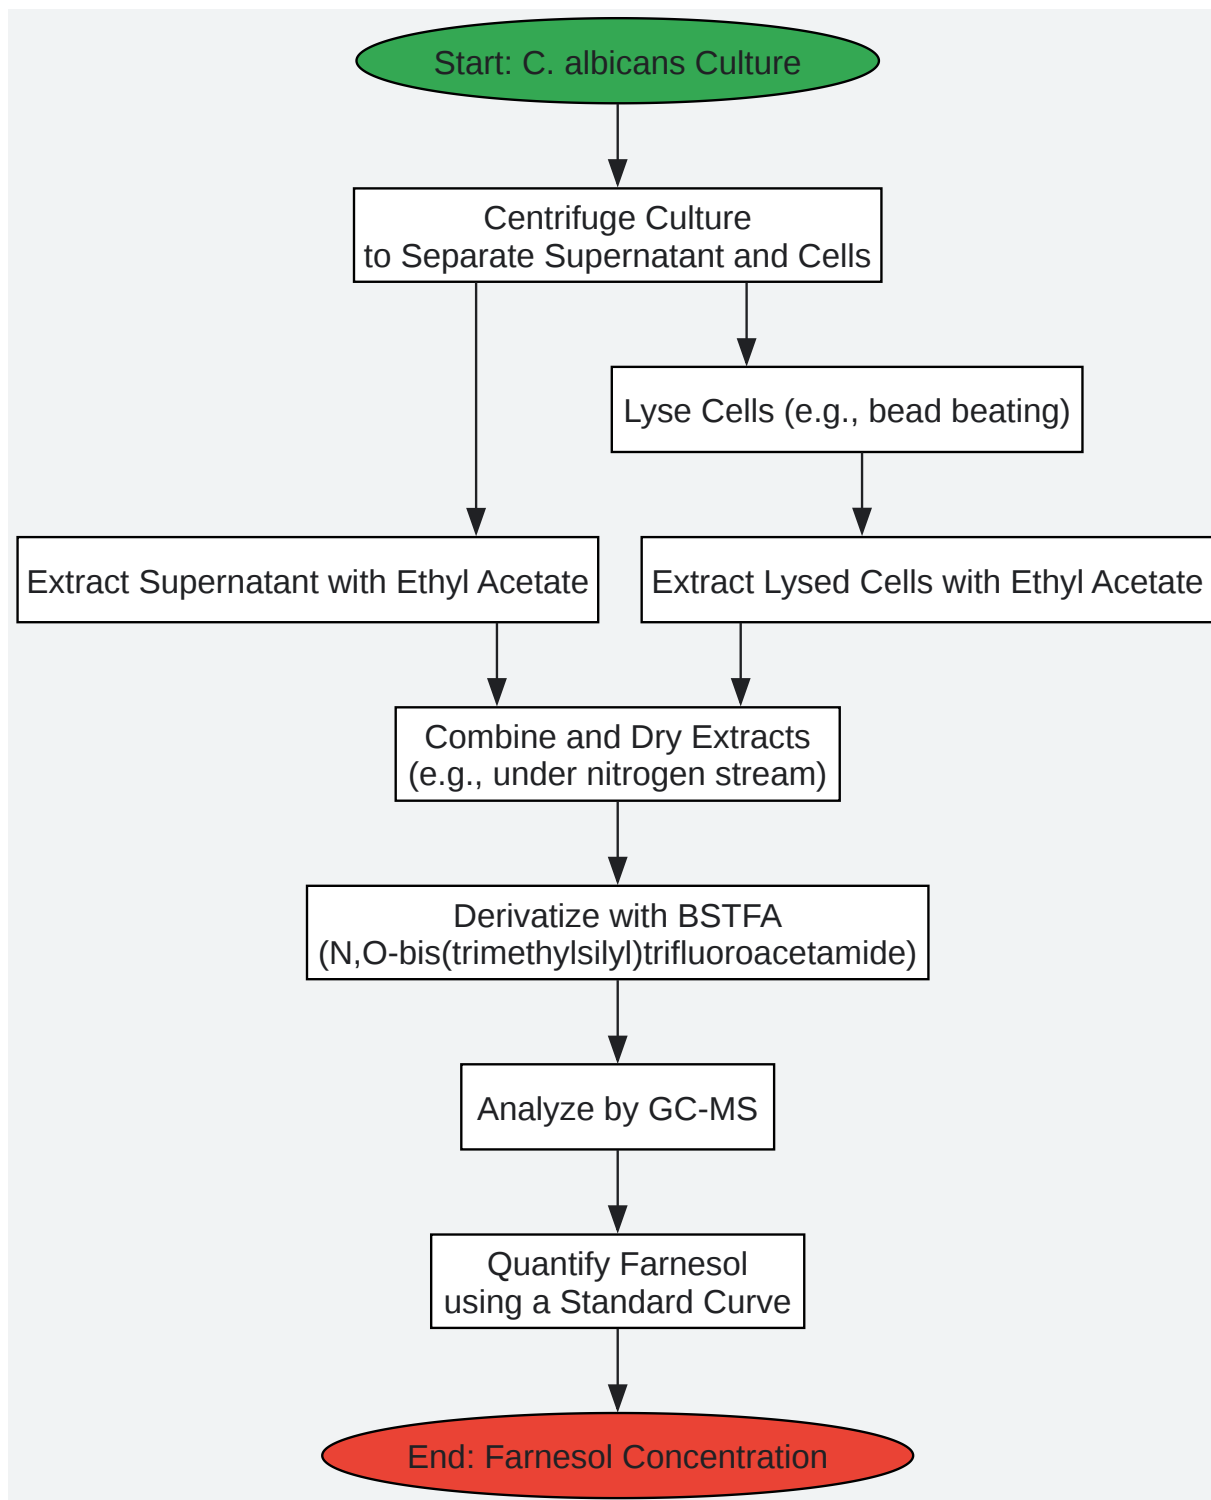 Start: C. albicans Culture
Centrifuge Culture
to Separate Supernatant and Cells
Lyse Cells (e.g., bead beating)
Extract Supernatant with Ethyl Acetate
Extract Lysed Cells with Ethyl Acetate
Combine and Dry Extracts
(e.g., under nitrogen stream)
Derivatize with BSTFA
(N,O-bis(trimethylsilyl)trifluoroacetamide)
Analyze by GC-MS
Quantify Farnesol
using a Standard Curve
End: Farnesol Concentration